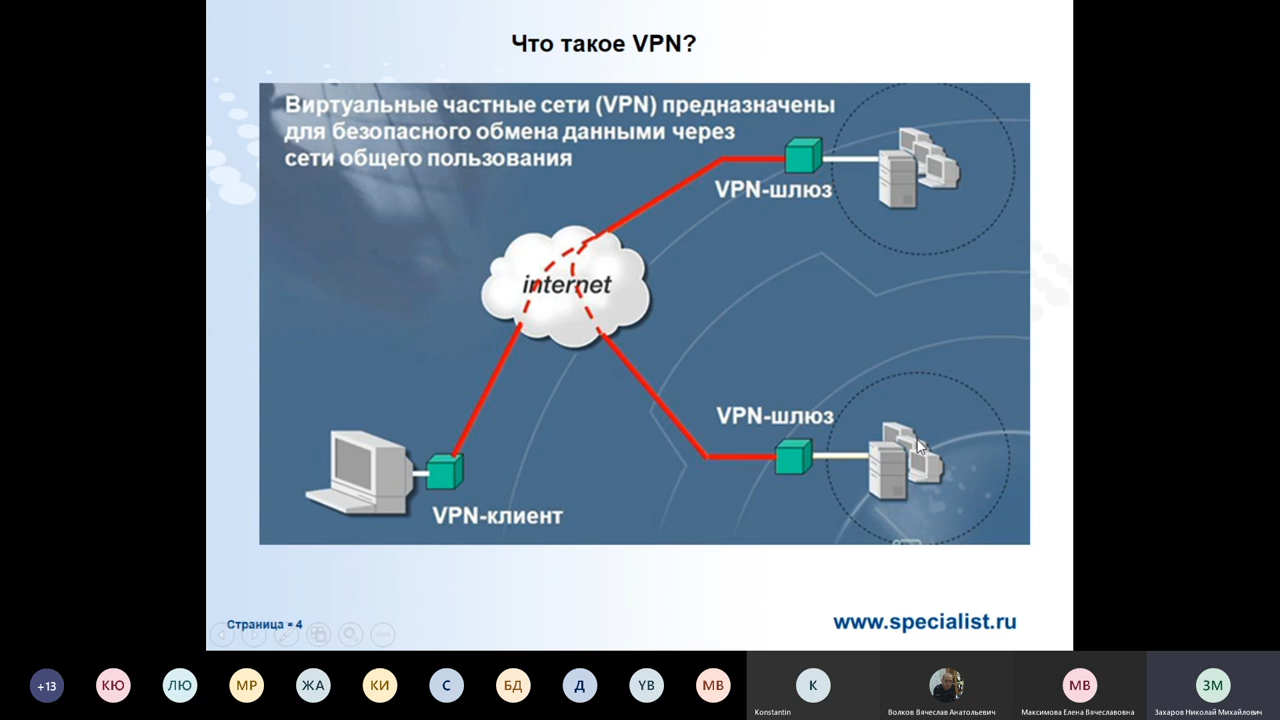 Что такое VPN?
Виртуальные частные сети (VPN) предназначены
для безопасного обмена данными через
сети общего пользования
VPN-шлюз
internet
VPN-шлюз
VPN-клиент
Страница = 4
www.specialist.ru
+13
КЮ
ЛЮ
МР
ЖА
КИ
С
БД
Д
YB
МВ
K
МВ
ЗМ
Konstantin
Волков Вячеслав Анатольевич
Максимова Елена Вячеславовна
Захаров Николай Михайлович